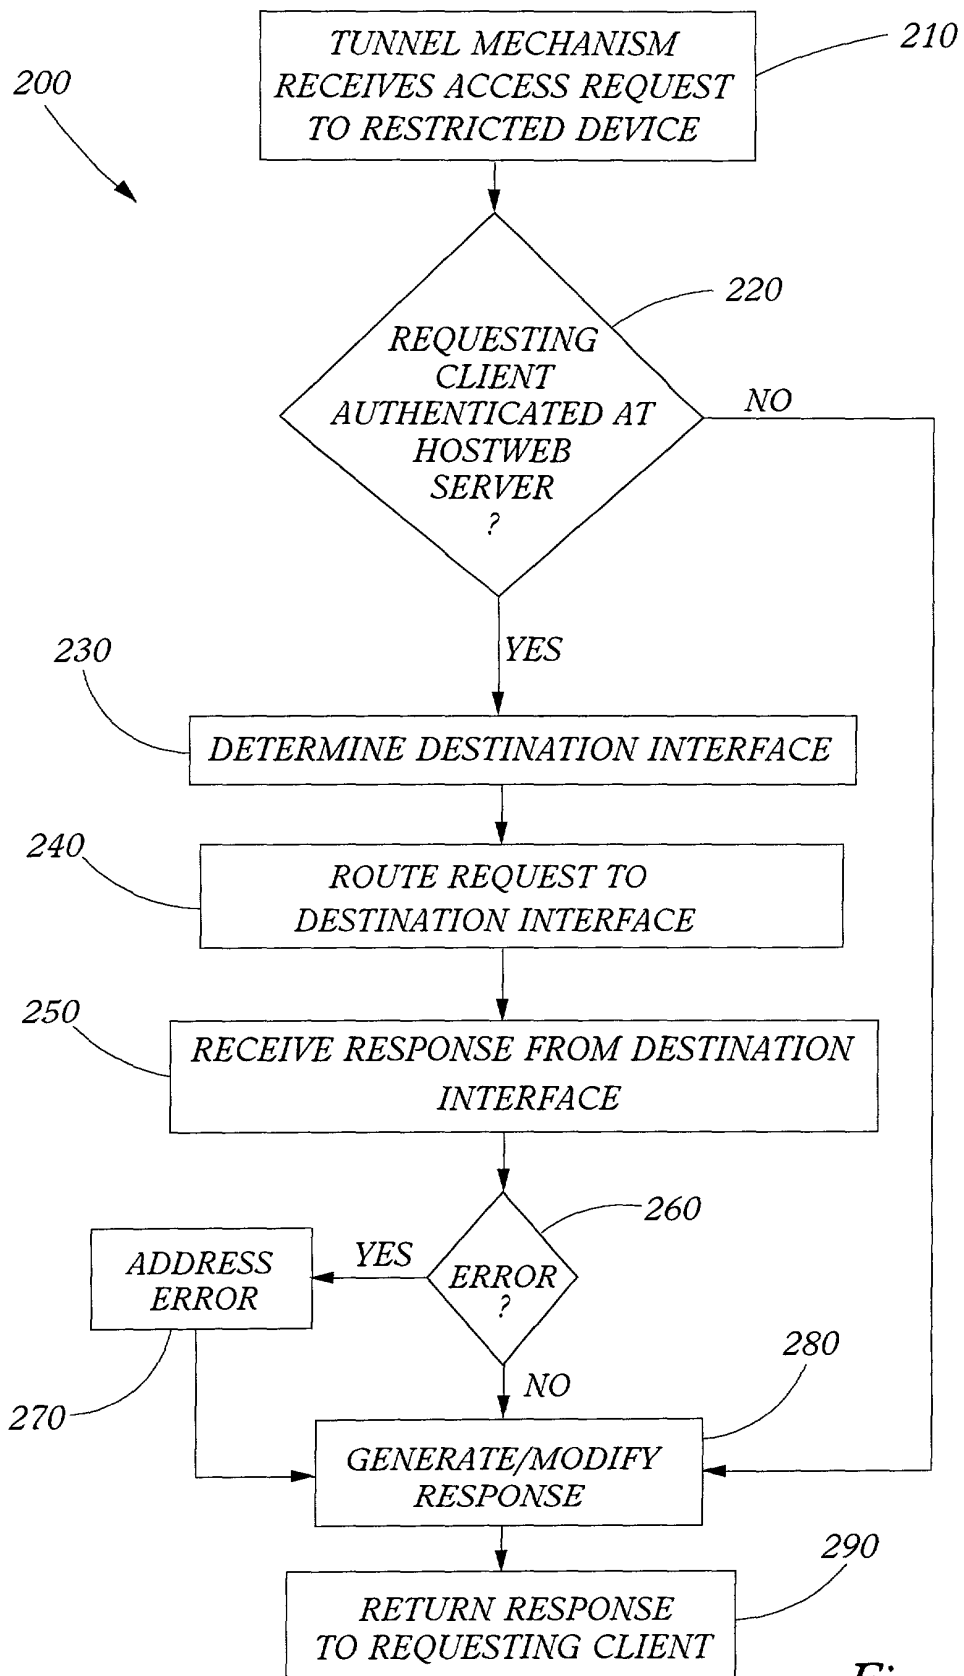 TUNNEL MECHANISM
RECEIVES ACCESS REQUEST
TO RESTRICTED DEVICE
210
200
220
REQUESTING
CLIENT
AUTHENTICATED AT
HOSTWEB
SERVER
?
NO
YES
230
DETERMINE DESTINATION INTERFACE
240
ROUTE REQUEST TO
DESTINATION INTERFACE
250
RECEIVE RESPONSE FROM DESTINATION
INTERFACE
260
ERROR
?
YES
ADDRESS
ERROR
270
NO
280
GENERATE/MODIFY
RESPONSE
290
RETURN RESPONSE
TO REQUESTING CLIENT